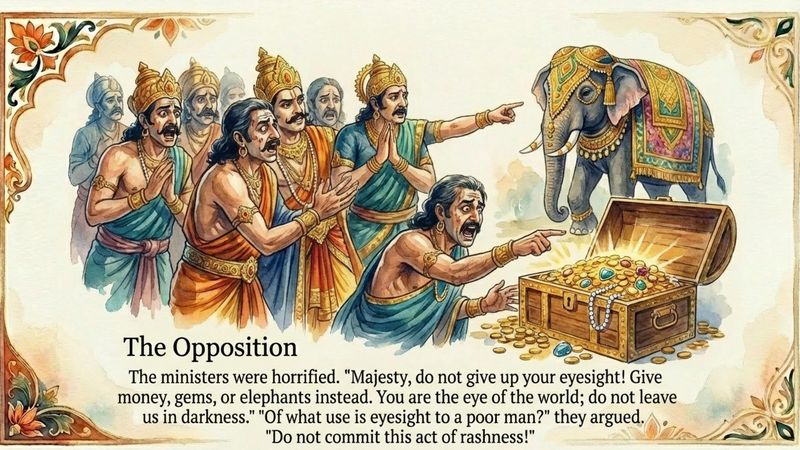 The Opposition
The ministers were horrified. "Majesty, do not give up your eyesight! Give
money, gems, or elephants instead. You are the eye of the world; do not leave
us in darkness." "Of what use is eyesight to a poor man?" they argued.
"Do not commit this act of rashness!"